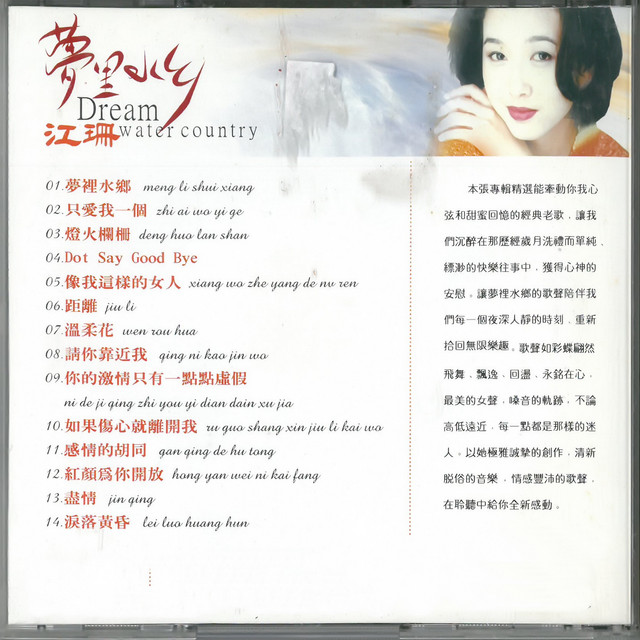 夢里水乡
Dream
water country
江珊
01.夢裡水鄉 meng li shui xiang
02.只愛我一個 zhi ai wo yi ge
03.燈火欄柵 deng huo lan shan
04.Dot Say Good Bye
05.像我這樣的女人 xiang wo zhe yang de nv ren
06.距離 jiu li
07.溫柔花 wen rou hua
08.請你靠近我 qing ni kao jin wo
09.你的激情只有一點點虛假
ni de ji qing zhi you yi dian dain xu jia
10.如果傷心就離開我 ru guo shang xin jiu li kai wo
11.感情的胡同 gan qing de hu tong
12.紅顏爲你開放 hong yan wei ni kai fang
13.盡情 jin qing
14.淚落黃昏 lei luo huang hun
本張專輯精選能牽動你我心
弦和甜蜜回憶的經典老歌，讓我
們沉醉在那歷經歲月洗禮而單純、
縹渺的快樂往事中，獲得心神的
安慰。讓夢裡水鄉的歌聲陪伴我
們每一個夜深人靜的時刻，重新
拾回無限樂趣。歌聲如彩蝶翩然
飛舞，飄逸、回盪，永銘在心，
最美的女聲，嗓音的軌跡，不論
高低遠近，每一點都是那樣的迷
人。以她極雅誠摯的創作，清新
脫俗的音樂，情感豐沛的歌聲，
在聆聽中給你全新感動。